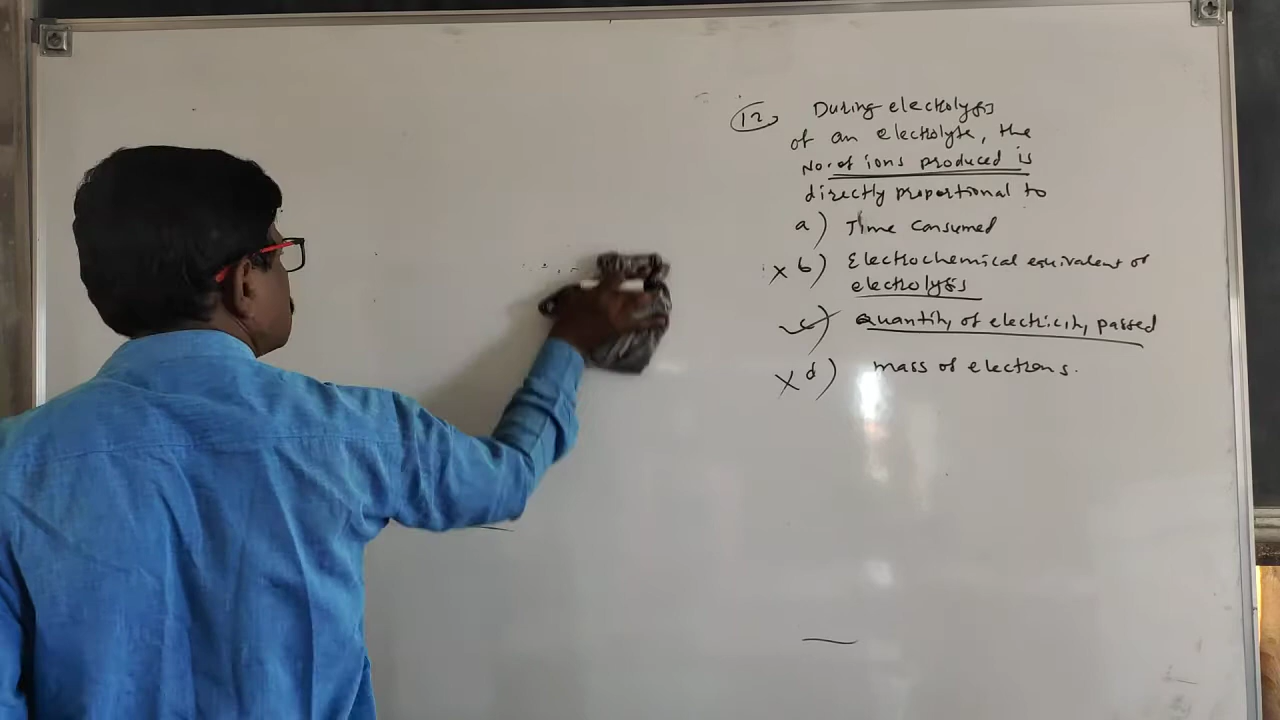 12, During electrolysis
of an electrolyte, the
No. of ions produced is
directly proportional to
a) Time Consumed
x b) Electrochemical equivalent of
electrolysis
✓ c) Quantity of electricity passed
x d) mass of electrons.